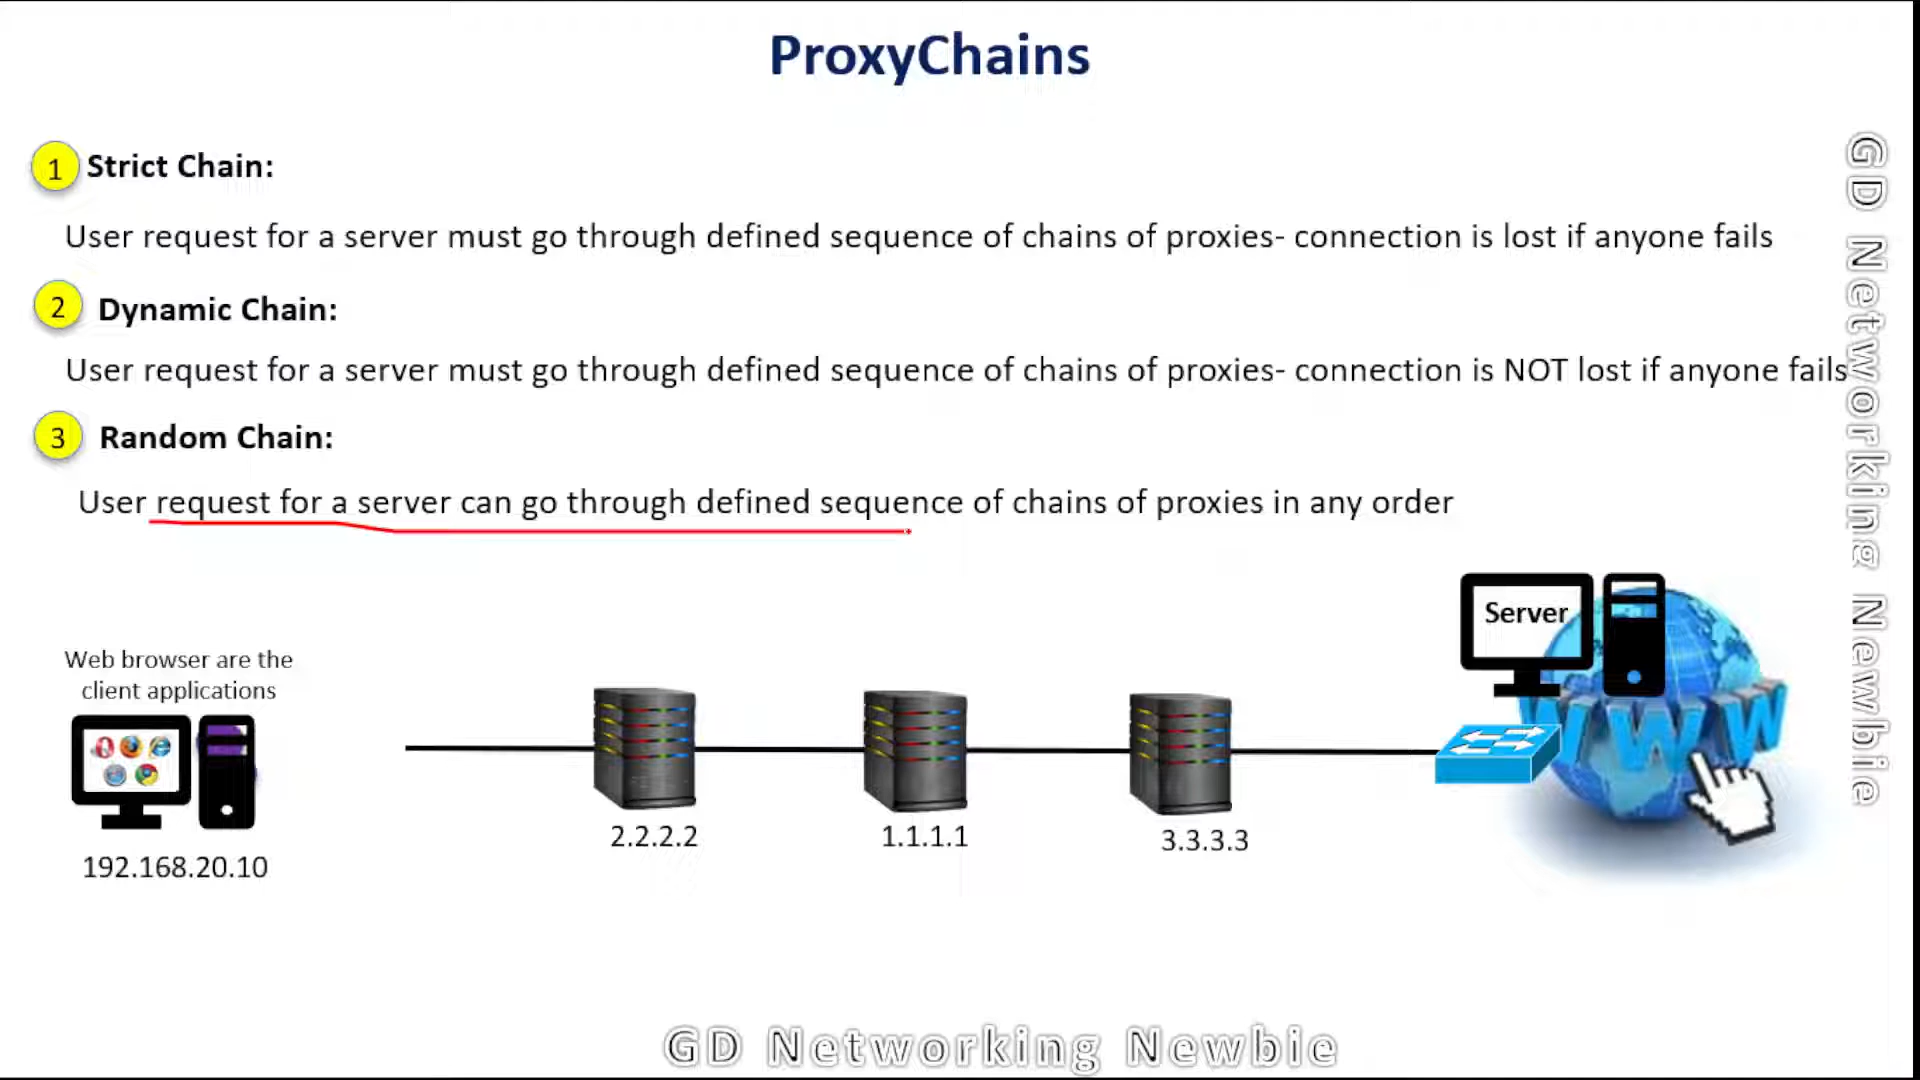 ProxyChains
1 Strict Chain:
User request for a server must go through defined sequence of chains of proxies- connection is lost if anyone fails
2 Dynamic Chain:
User request for a server must go through defined sequence of chains of proxies- connection is NOT lost if anyone fails
3 Random Chain:
User request for a server can go through defined sequence of chains of proxies in any order
Web browser are the
client applications
192.168.20.10
2.2.2.2
1.1.1.1
3.3.3.3
Server
WWW
GD Networking Newbie
GD Networking Newbie